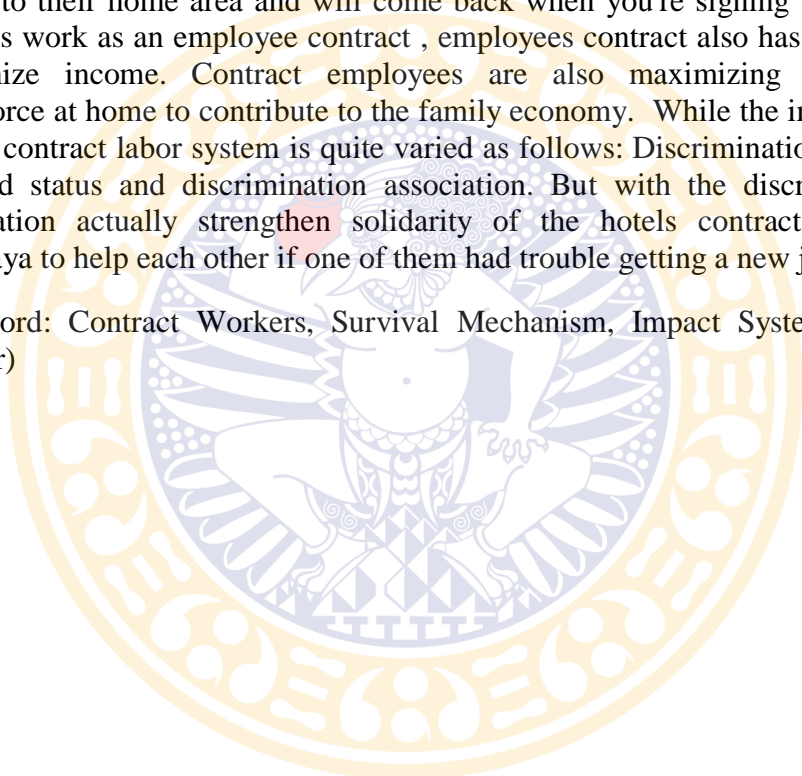 to their home area and will come back when you're signing
s work as an employee contract , employees contract also has
nize income. Contract employees are also maximizing
orce at home to contribute to the family economy. While the in
contract labor system is quite varied as follows: Discrimination
d status and discrimination association. But with the discr
ation actually strengthen solidarity of the hotels contract
aya to help each other if one of them had trouble getting a new j
ord: Contract Workers, Survival Mechanism, Impact Syste
r)